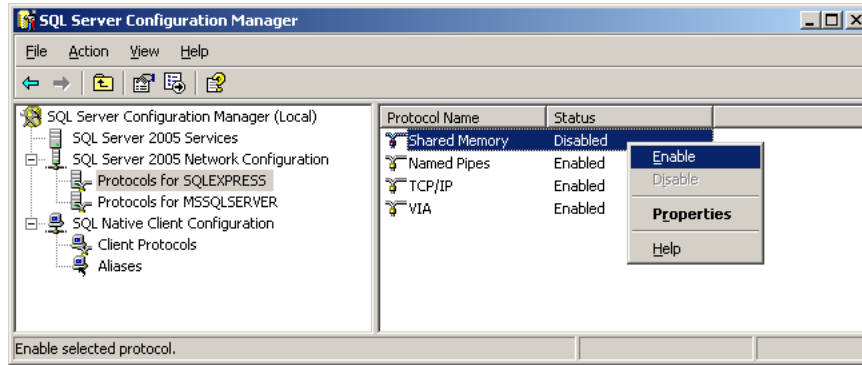 SQL Server Configuration Manager
File Action View Help
SQL Server Configuration Manager (Local)
SQL Server 2005 Services
SQL Server 2005 Network Configuration
Protocols for SQLEXPRESS
Protocols for MSSQLSERVER
SQL Native Client Configuration
Client Protocols
Aliases
Protocol Name Status
Shared Memory Disabled
Named Pipes Enabled
TCP/IP Enabled
VIA Enabled
Enable
Disable
Properties
Help
Enable selected protocol.